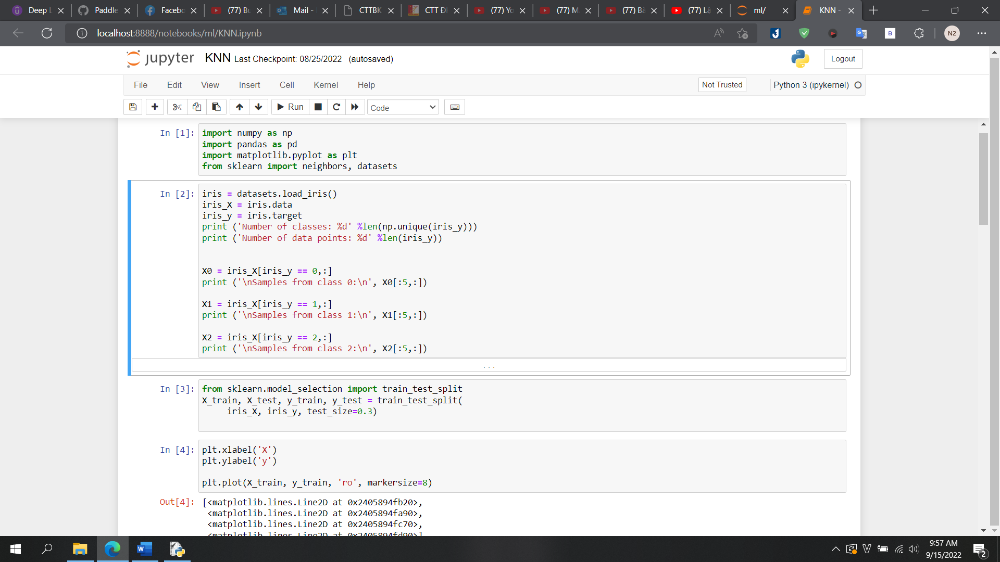 Deep L
Paddle
Facebo
(77) Bu
Mail -
CTTBK
CTT Đ
(77) Yo
(77) M
(77) Bà
(77) Lậ
ml/
KNN -
localhost:8888/notebooks/ml/KNN.ipynb
N2
jupyter KNN Last Checkpoint: 08/25/2022 (autosaved)
Logout
File Edit View Insert Cell Kernel Help
Not Trusted
Python 3 (ipykernel)
Run
Code
In [1]: import numpy as np
import pandas as pd
import matplotlib.pyplot as plt
from sklearn import neighbors, datasets
In [2]: iris = datasets.load_iris()
iris_X = iris.data
iris_y = iris.target
print ('Number of classes: %d' %len(np.unique(iris_y)))
print ('Number of data points: %d' %len(iris_y))
X0 = iris_X[iris_y == 0,:]
print ('\nSamples from class 0:\n', X0[:5,:])
X1 = iris_X[iris_y == 1,:]
print ('\nSamples from class 1:\n', X1[:5,:])
X2 = iris_X[iris_y == 2,:]
print ('\nSamples from class 2:\n', X2[:5,:])
...
In [3]: from sklearn.model_selection import train_test_split
X_train, X_test, y_train, y_test = train_test_split(
iris_X, iris_y, test_size=0.3)
In [4]: plt.xlabel('X')
plt.ylabel('y')
plt.plot(X_train, y_train, 'ro', markersize=8)
Out[4]: [<matplotlib.lines.Line2D at 0x2405894fb20>,
<matplotlib.lines.Line2D at 0x2405894fa90>,
<matplotlib.lines.Line2D at 0x2405894fc70>,
<matplotlib.lines.Line2D at 0x2405894fd90>]
9:57 AM
9/15/2022
2